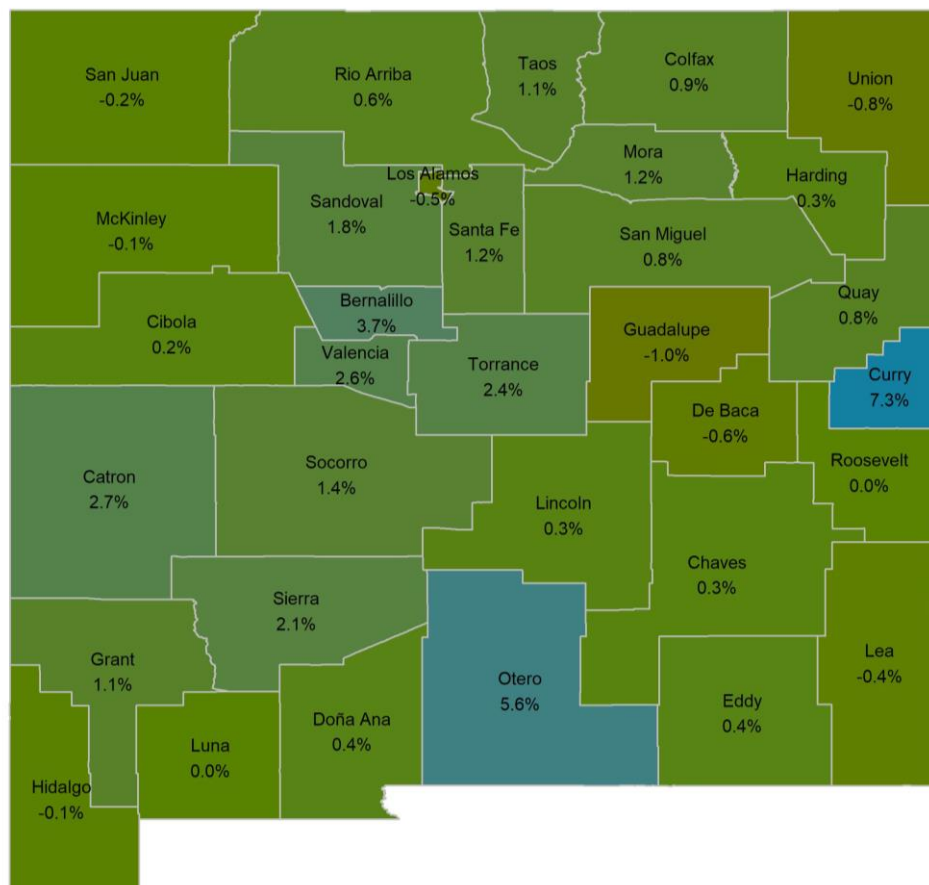 San Juan
-0.2%
Rio Arriba
0.6%
Taos
1.1%
Colfax
0.9%
Union
-0.8%
Los Alamos
-0.5%
Mora
1.2%
Harding
0.3%
McKinley
-0.1%
Sandoval
1.8%
Santa Fe
1.2%
San Miguel
0.8%
Quay
0.8%
Cibola
0.2%
Bernalillo
3.7%
Valencia
2.6%
Torrance
2.4%
Guadalupe
-1.0%
Curry
7.3%
De Baca
-0.6%
Roosevelt
0.0%
Catron
2.7%
Socorro
1.4%
Lincoln
0.3%
Chaves
0.3%
Sierra
2.1%
Grant
1.1%
Otero
5.6%
Lea
-0.4%
Eddy
0.4%
Doña Ana
0.4%
Luna
0.0%
Hidalgo
-0.1%